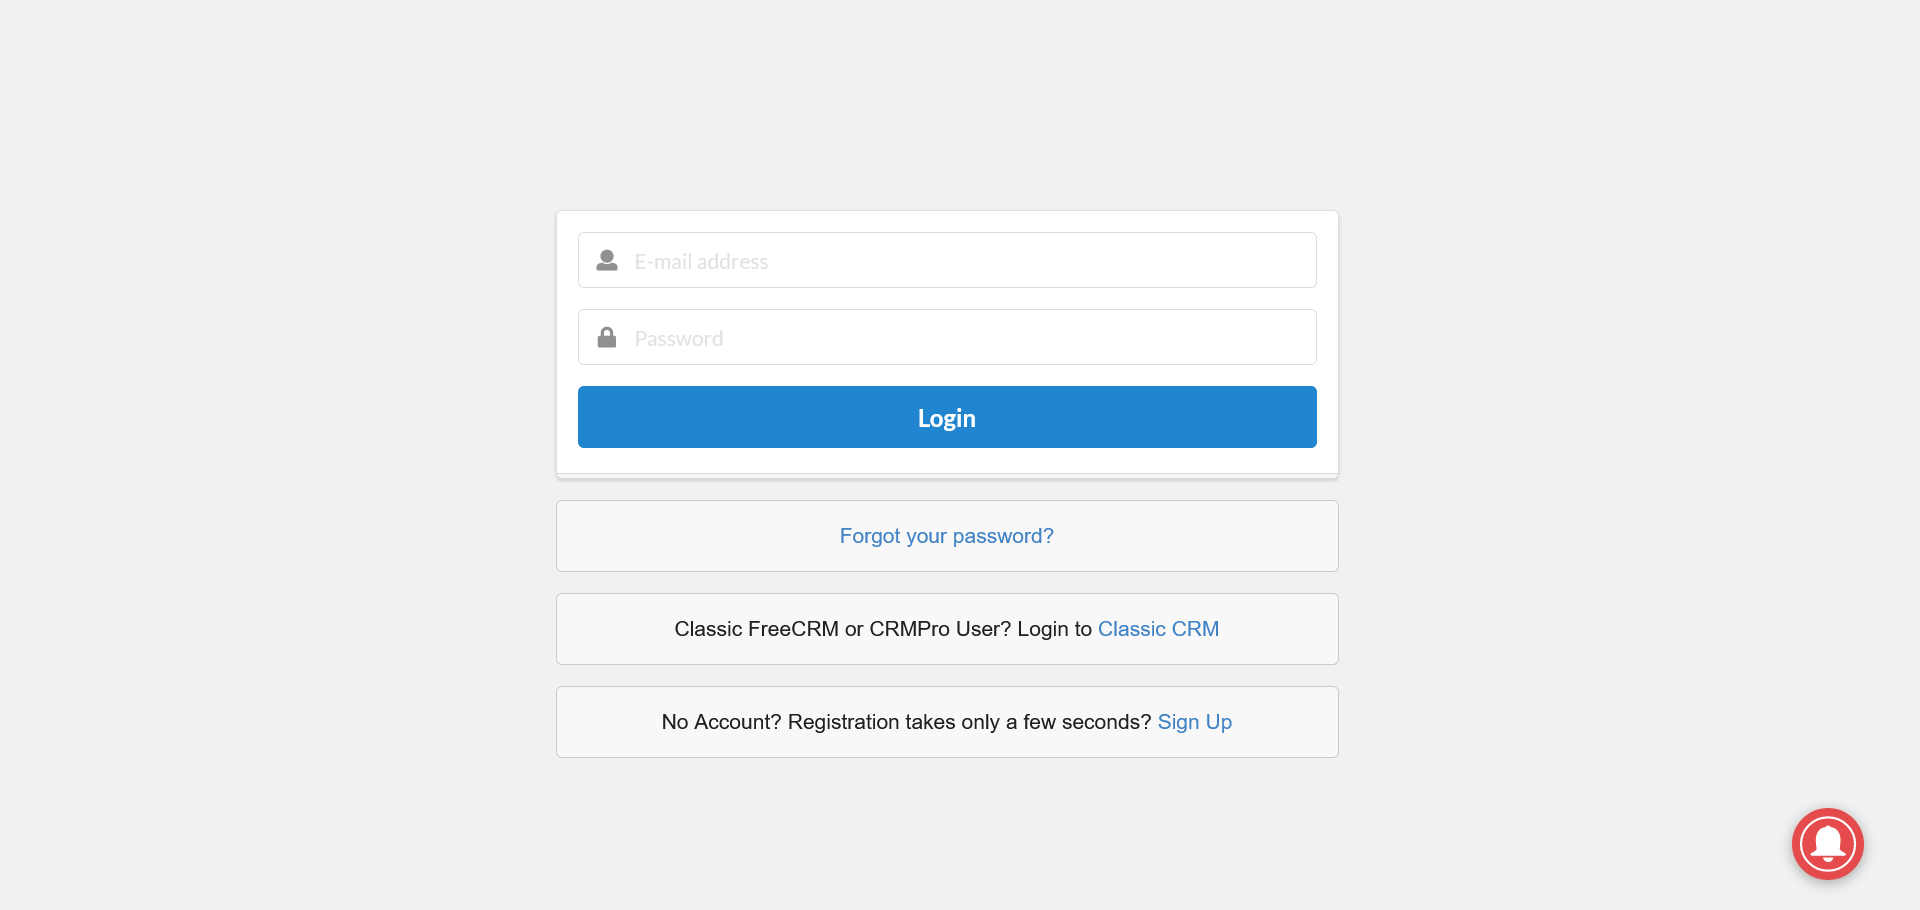 E-mail address
Password
Login
Forgot your password?
Classic FreeCRM or CRMPro User? Login to Classic CRM
No Account? Registration takes only a few seconds? Sign Up